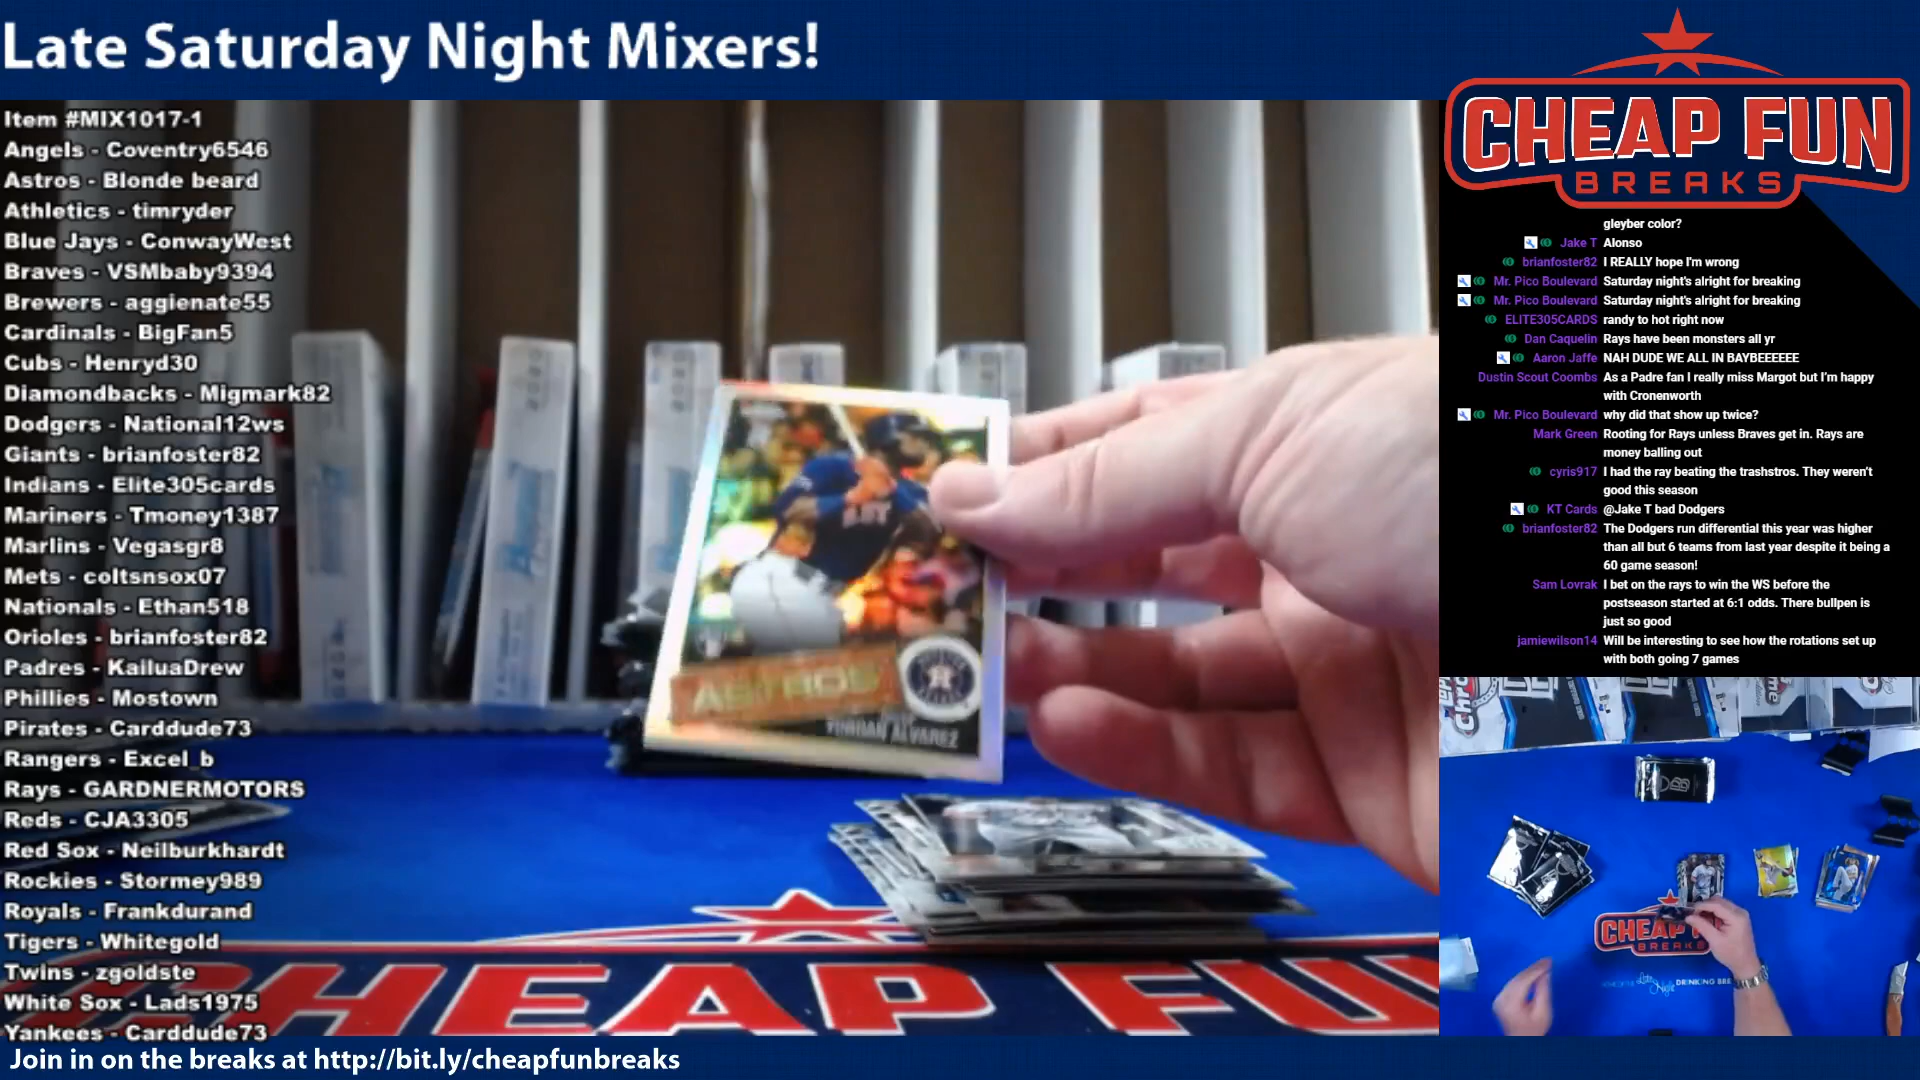 Late Saturday Night Mixers!
Item #MIX1017-1
Angels - Coventry6546
Astros - Blonde beard
Athletics - timryder
Blue Jays - ConwayWest
Braves - VSMbaby9394
Brewers - aggienate55
Cardinals - BigFan5
Cubs - Henryd30
Diamondbacks - Migmark82
Dodgers - National12ws
Giants - brianfoster82
Indians - Elite305cards
Mariners - Tmoney1387
Marlins - Vegasgr8
Mets - coltsnsox07
Nationals - Ethan518
Orioles - brianfoster82
Padres - KailuaDrew
Phillies - Mostown
Pirates - Carddude73
Rangers - Excel_b
Rays - GARDNERMOTORS
Reds - CJA3305
Red Sox - Neilburkhardt
Rockies - Stormey989
Royals - Frankdurand
Tigers - Whitegold
Twins - zgoldste
White Sox - Lads1975
Yankees - Carddude73
Join in on the breaks at http://bit.ly/cheapfunbreaks
ASTROS
YORDAN ALVAREZ
CHEAP FU
CHEAP FUN
BREAKS
gleyber color?
Jake T Alonso
brianfoster82 I REALLY hope I'm wrong
Mr. Pico Boulevard Saturday night's alright for breaking
Mr. Pico Boulevard Saturday night's alright for breaking
ELITE305CARDS randy to hot right now
Dan Caquelin Rays have been monsters all yr
Aaron Jaffe NAH DUDE WE ALL IN BAYBEEEEEE
Dustin Scout Coombs As a Padre fan I really miss Margot but I'm happy
with Cronenworth
Mr. Pico Boulevard why did that show up twice?
Mark Green Rooting for Rays unless Braves get in. Rays are
money balling out
cyris917 I had the ray beating the trashstros. They weren't
good this season
KT Cards @Jake T bad Dodgers
brianfoster82 The Dodgers run differential this year was higher
than all but 6 teams from last year despite it being a
60 game season!
Sam Lovrak I bet on the rays to win the WS before the
postseason started at 6:1 odds. There bullpen is
just so good
jamiewilson14 Will be interesting to see how the rotations set up
with both going 7 games
CHEAP
BREAKS
Late Night DRINKING BRE